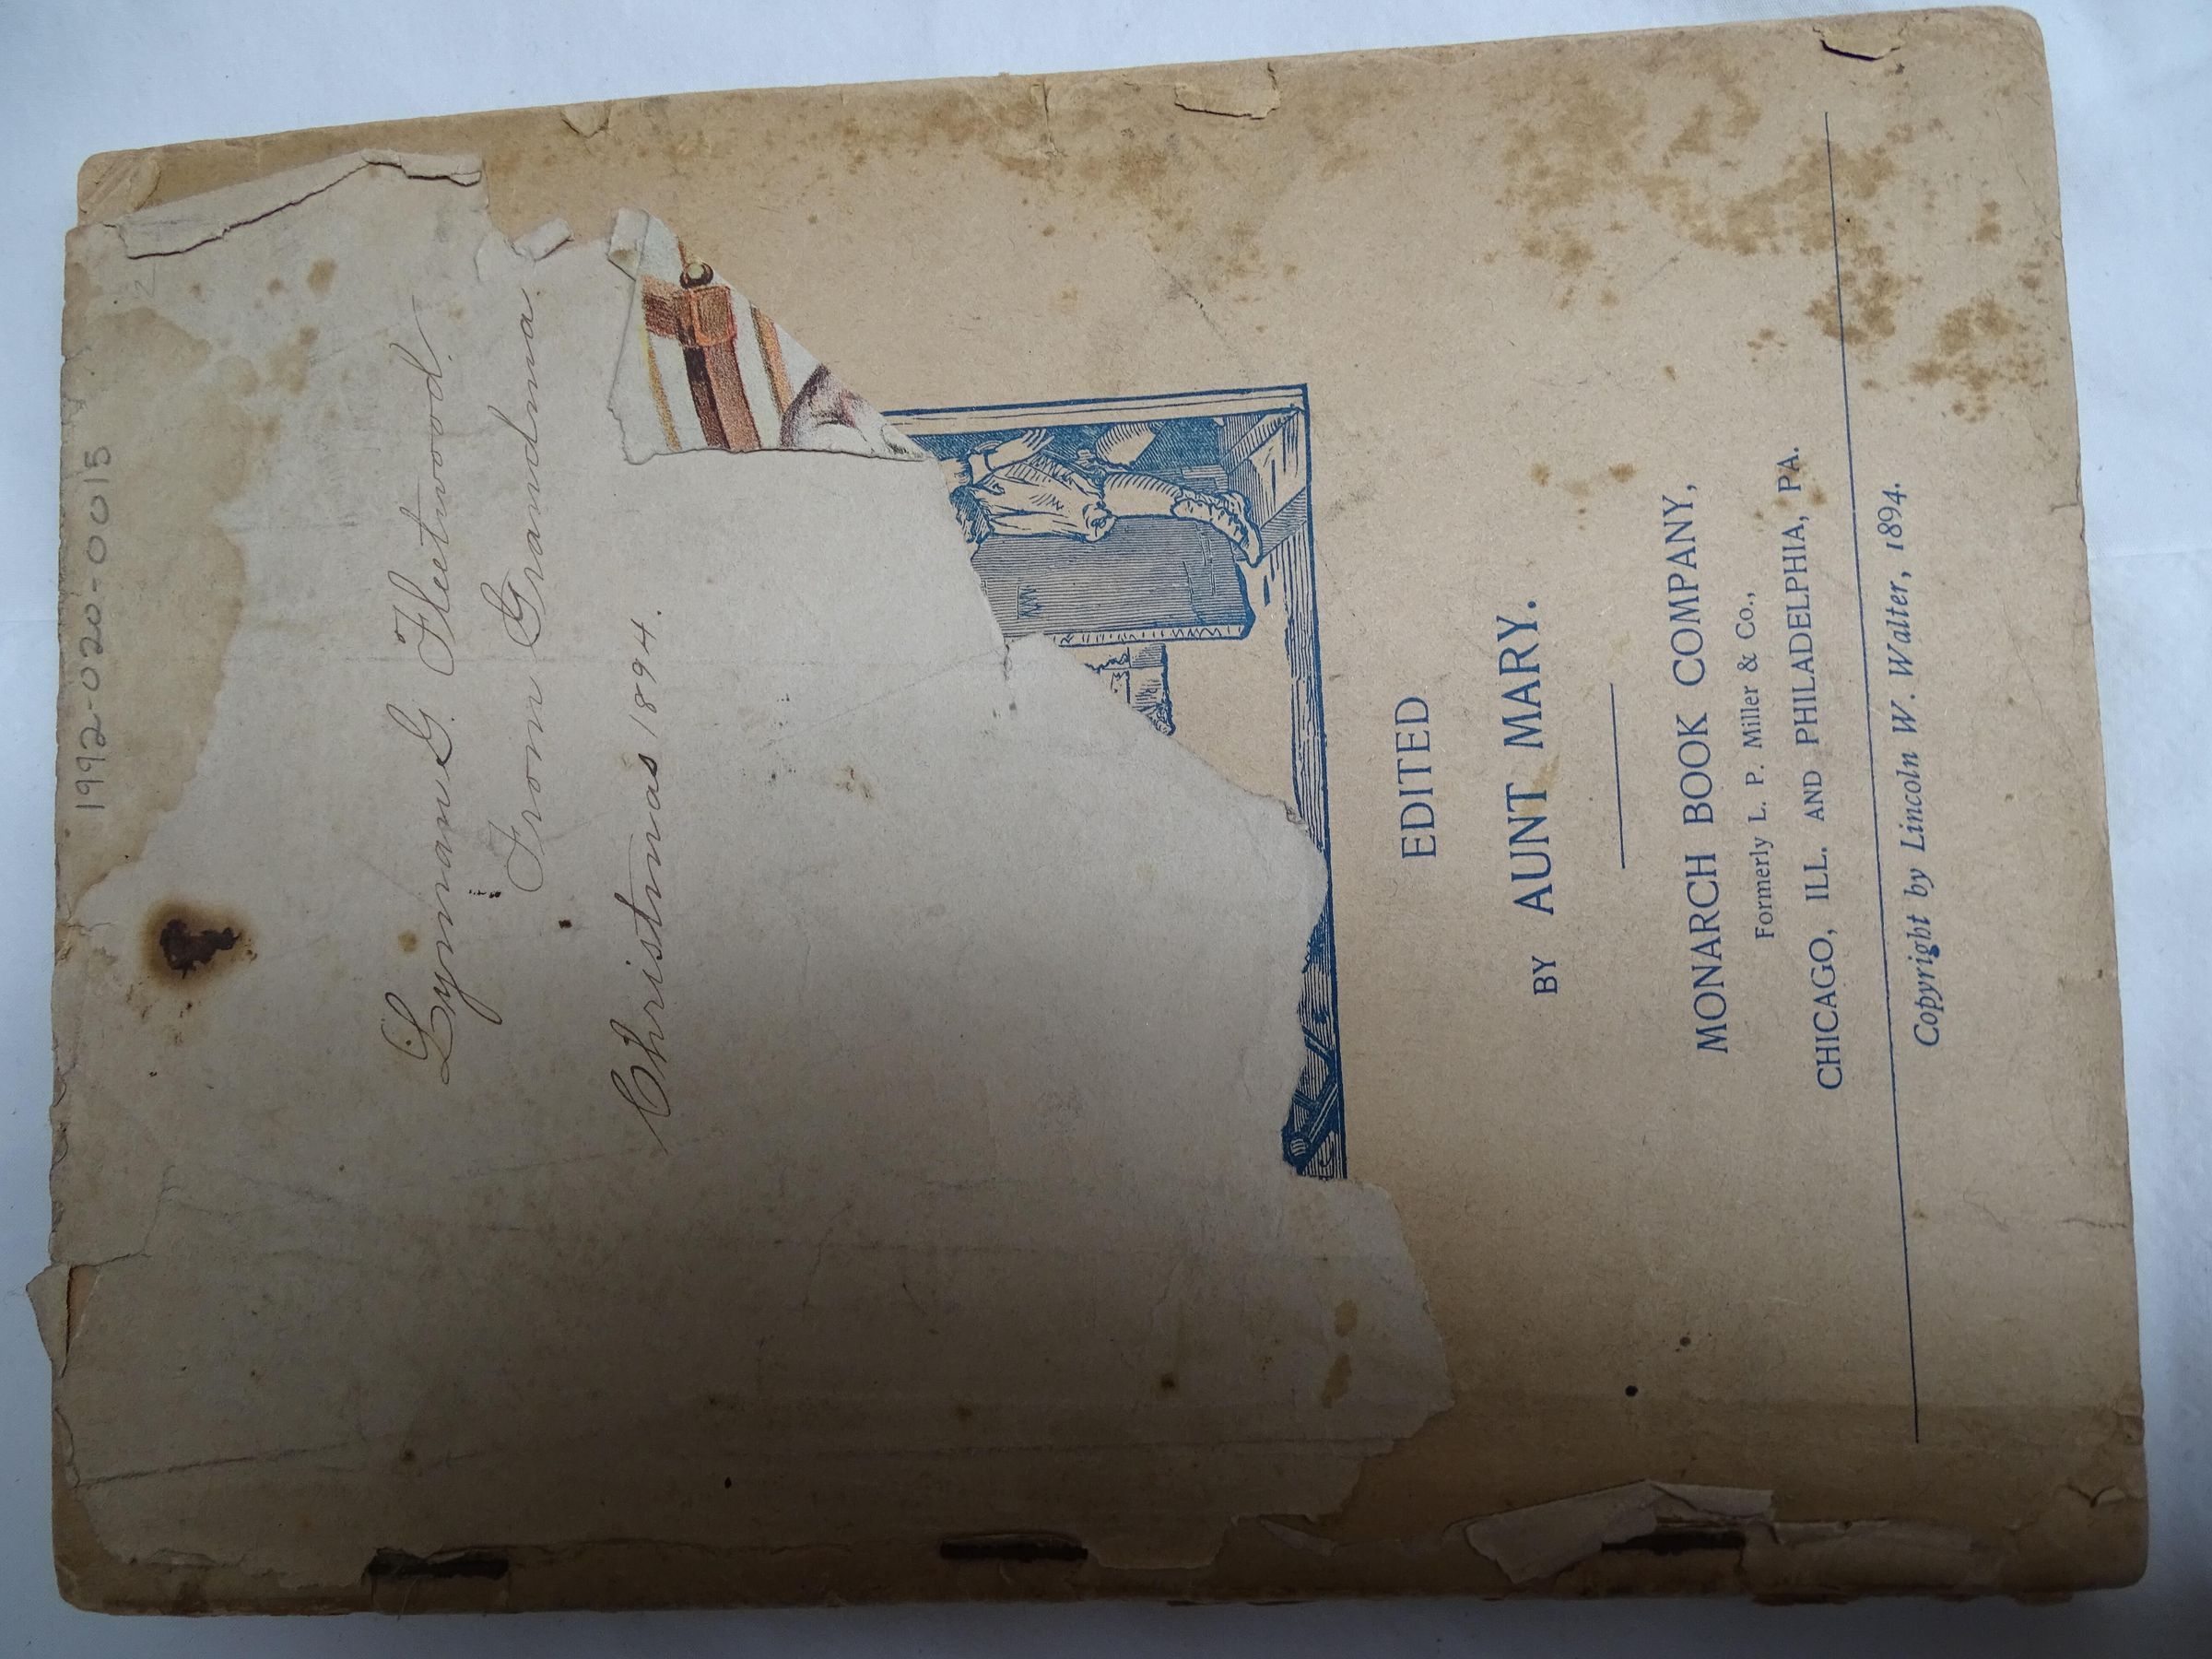 1992-020-0015
Lyman G. Fleetwood.
From Grandma
Christmas 1894.
EDITED
BY AUNT MARY.
MONARCH BOOK COMPANY,
Formerly L. P. Miller & Co.,
CHICAGO, ILL. AND PHILADELPHIA, PA.
Copyright by Lincoln W. Walter, 1894.